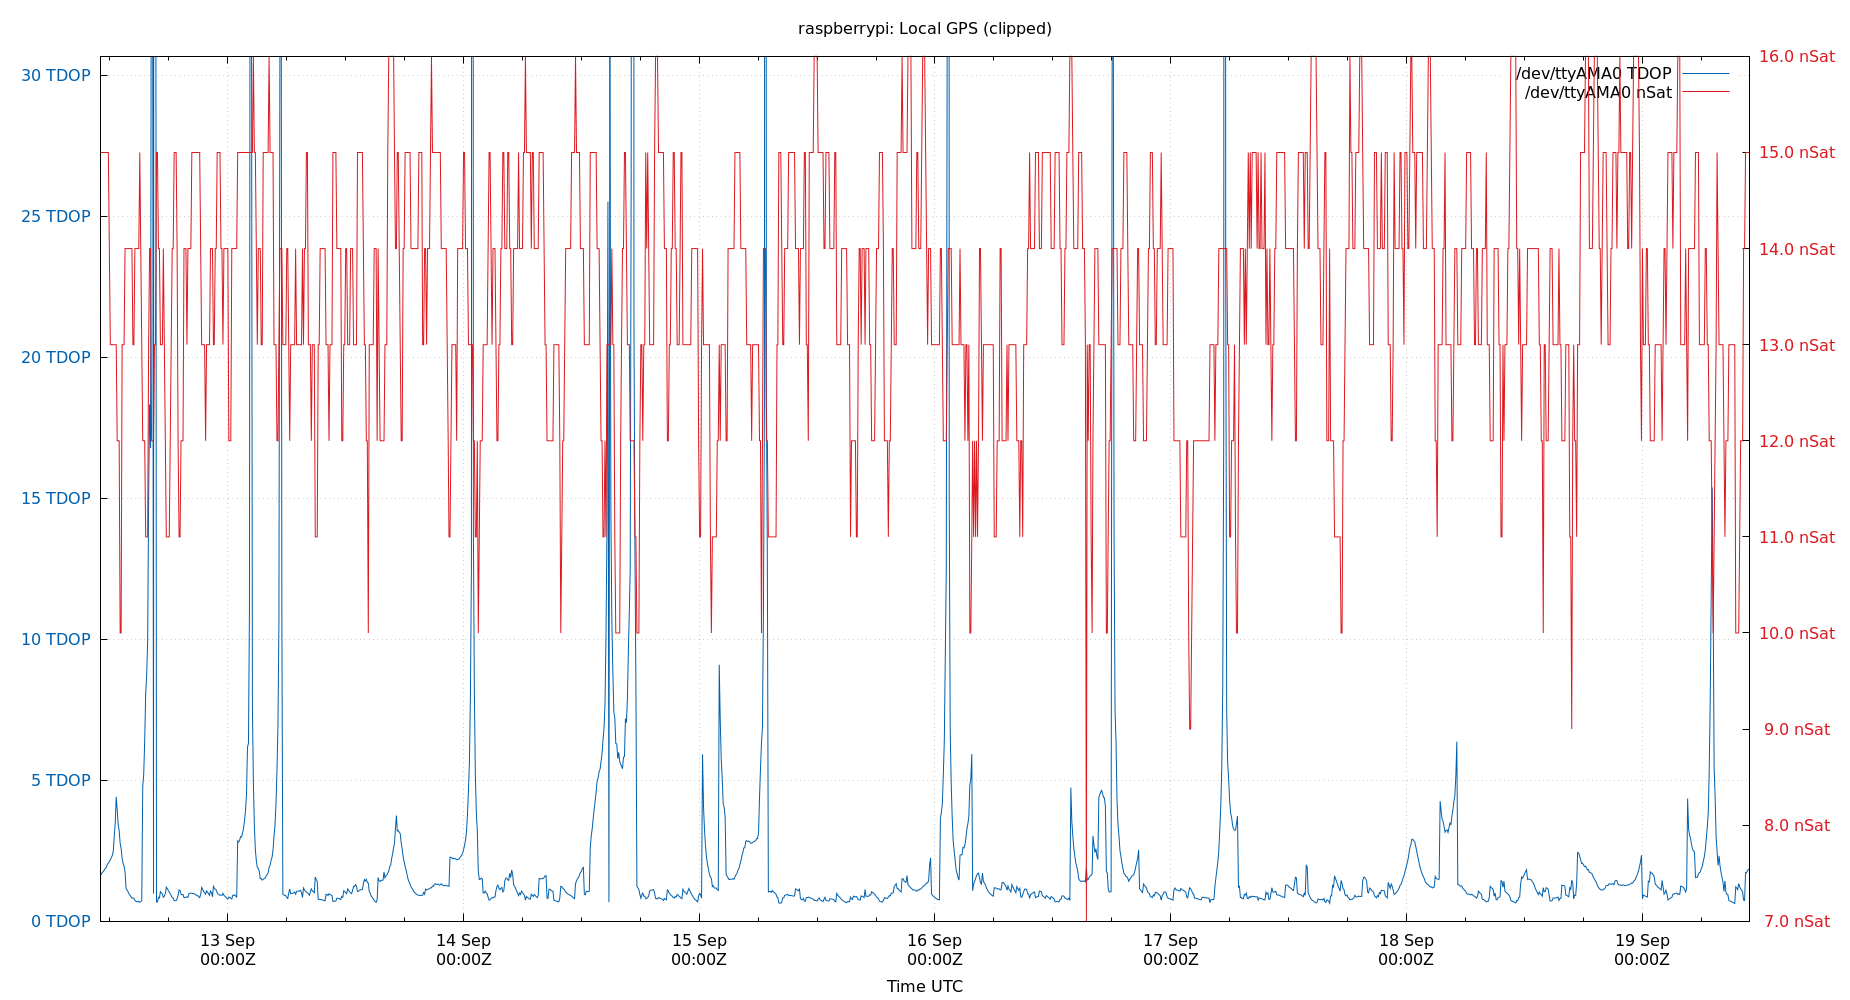 raspberrypi: Local GPS (clipped)
30 TDOP
25 TDOP
20 TDOP
15 TDOP
10 TDOP
5 TDOP
0 TDOP
16.0 nSat
15.0 nSat
14.0 nSat
13.0 nSat
12.0 nSat
11.0 nSat
10.0 nSat
9.0 nSat
8.0 nSat
7.0 nSat
/dev/ttyAMA0 TDOP
/dev/ttyAMA0 nSat
13 Sep 14 Sep 15 Sep 16 Sep 17 Sep 18 Sep 19 Sep
00:00Z 00:00Z 00:00Z 00:00Z 00:00Z 00:00Z 00:00Z
Time UTC